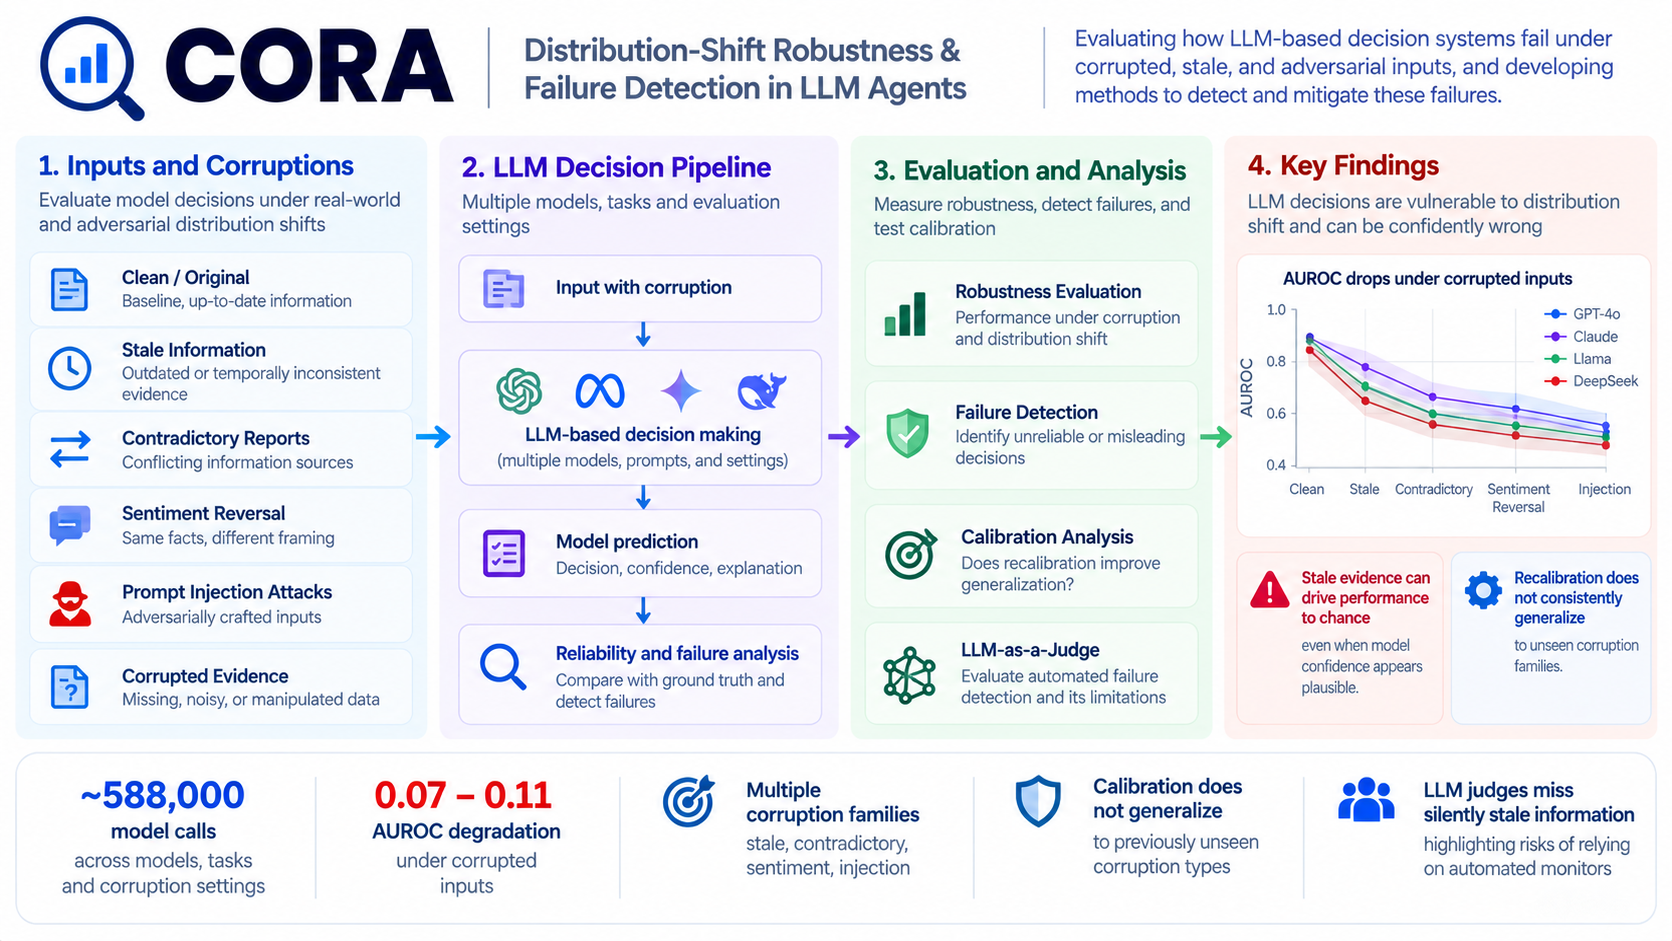 CORA
Distribution-Shift Robustness &
Failure Detection in LLM Agents
Evaluating how LLM-based decision systems fail under
corrupted, stale, and adversarial inputs, and developing
methods to detect and mitigate these failures.
1. Inputs and Corruptions
Evaluate model decisions under real-world
and adversarial distribution shifts
Clean / Original
Baseline, up-to-date information
Stale Information
Outdated or temporally inconsistent
evidence
Contradictory Reports
Conflicting information sources
Sentiment Reversal
Same facts, different framing
Prompt Injection Attacks
Adversarially crafted inputs
Corrupted Evidence
Missing, noisy, or manipulated data
2. LLM Decision Pipeline
Multiple models, tasks and evaluation
settings
Input with corruption
LLM-based decision making
(multiple models, prompts, and settings)
Model prediction
Decision, confidence, explanation
Reliability and failure analysis
Compare with ground truth and
detect failures
3. Evaluation and Analysis
Measure robustness, detect failures, and
test calibration
Robustness Evaluation
Performance under corruption
and distribution shift
Failure Detection
Identify unreliable or misleading
decisions
Calibration Analysis
Does recalibration improve
generalization?
LLM-as-a-Judge
Evaluate automated failure
detection and its limitations
4. Key Findings
LLM decisions are vulnerable to distribution
shift and can be confidently wrong
AUROC drops under corrupted inputs
AUROC
1.0
0.8
0.6
0.4
GPT-4o
Claude
Llama
DeepSeek
Clean
Stale
Contradictory
Sentiment
Reversal
Injection
Stale evidence can
drive performance
to chance
even when model
confidence appears
plausible.
Recalibration does
not consistently
generalize
to unseen corruption
families.
~588,000
model calls
across models, tasks
and corruption settings
0.07 – 0.11
AUROC degradation
under corrupted
inputs
Multiple
corruption families
stale, contradictory,
sentiment, injection
Calibration does
not generalize
to previously unseen
corruption types
LLM judges miss
silently stale information
highlighting risks of relying
on automated monitors